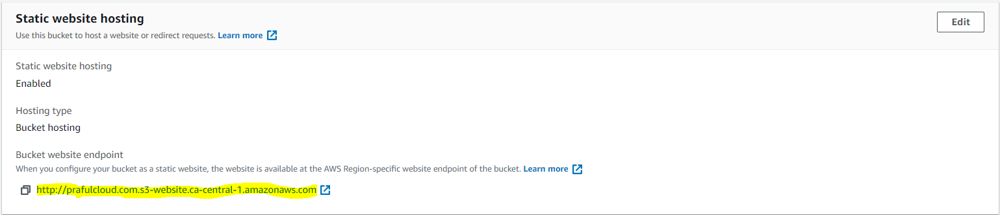 Static website hosting
Edit
Use this bucket to host a website or redirect requests. Learn more
Static website hosting
Enabled
Hosting type
Bucket hosting
Bucket website endpoint
When you configure your bucket as a static website, the website is available at the AWS Region-specific website endpoint of the bucket. Learn more
http://prafulcloud.com.s3-website.ca-central-1.amazonaws.com